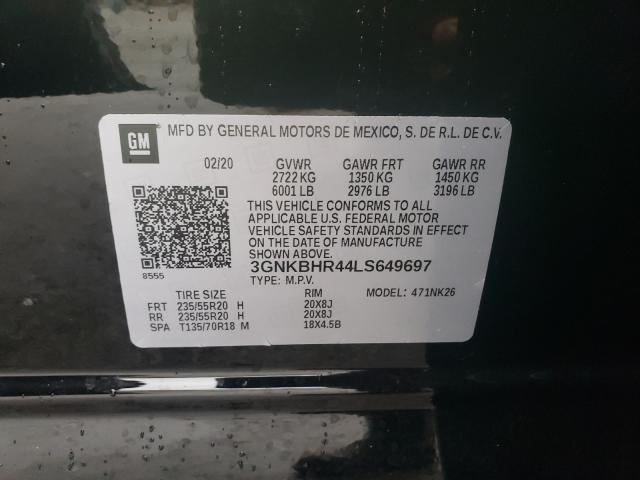 GM MFD BY GENERAL MOTORS DE MEXICO, S. DE R.L. DE C.V.
02/20 GVWR GAWR FRT GAWR RR
2722 KG 1350 KG 1450 KG
6001 LB 2976 LB 3196 LB
THIS VEHICLE CONFORMS TO ALL
APPLICABLE U.S. FEDERAL MOTOR
VEHICLE SAFETY STANDARDS IN EFFECT
ON THE DATE OF MANUFACTURE
SHOWN ABOVE.
8555 3GNKBHR44LS649697
TYPE: M.P.V.
TIRE SIZE RIM MODEL: 471NK26
FRT 235/55R20 H 20X8J
RR 235/55R20 H 20X8J
SPA T135/70R18 M 18X4.5B